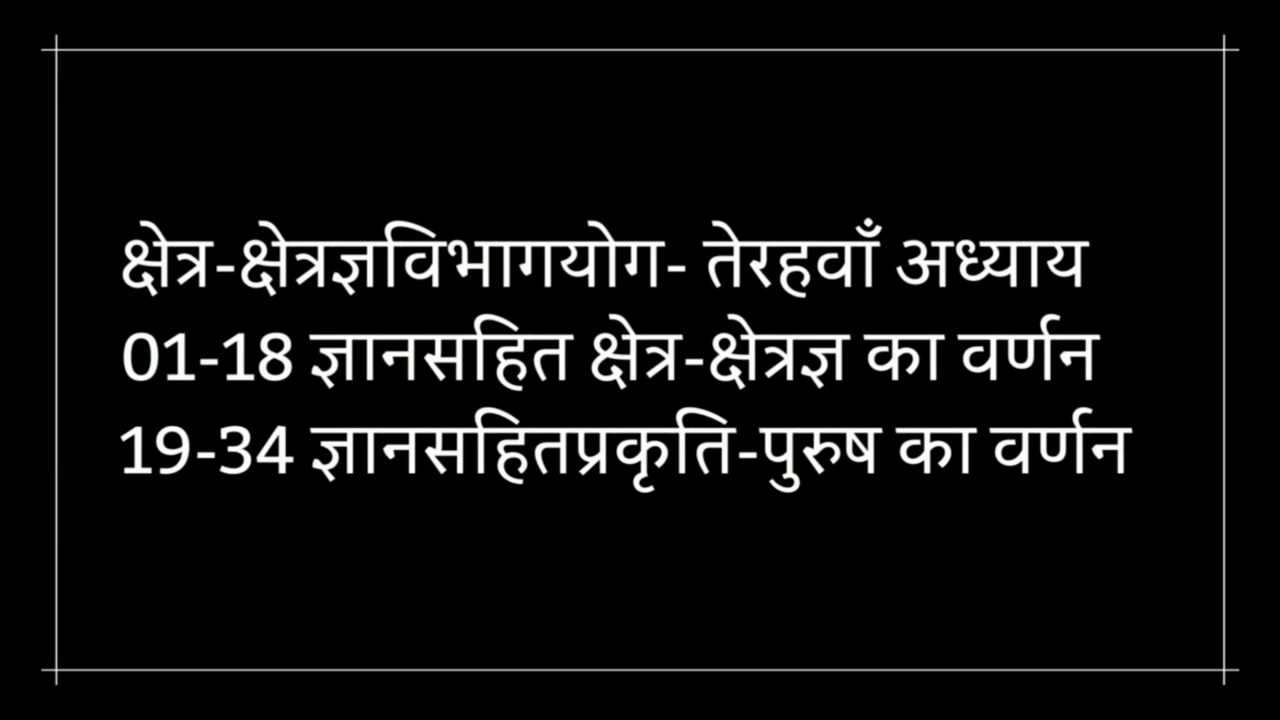 क्षेत्र-क्षेत्रज्ञविभागयोग- तेरहवाँ अध्याय
01-18 ज्ञानसहित क्षेत्र-क्षेत्रज्ञ का वर्णन
19-34 ज्ञानसहितप्रकृति-पुरुष का वर्णन